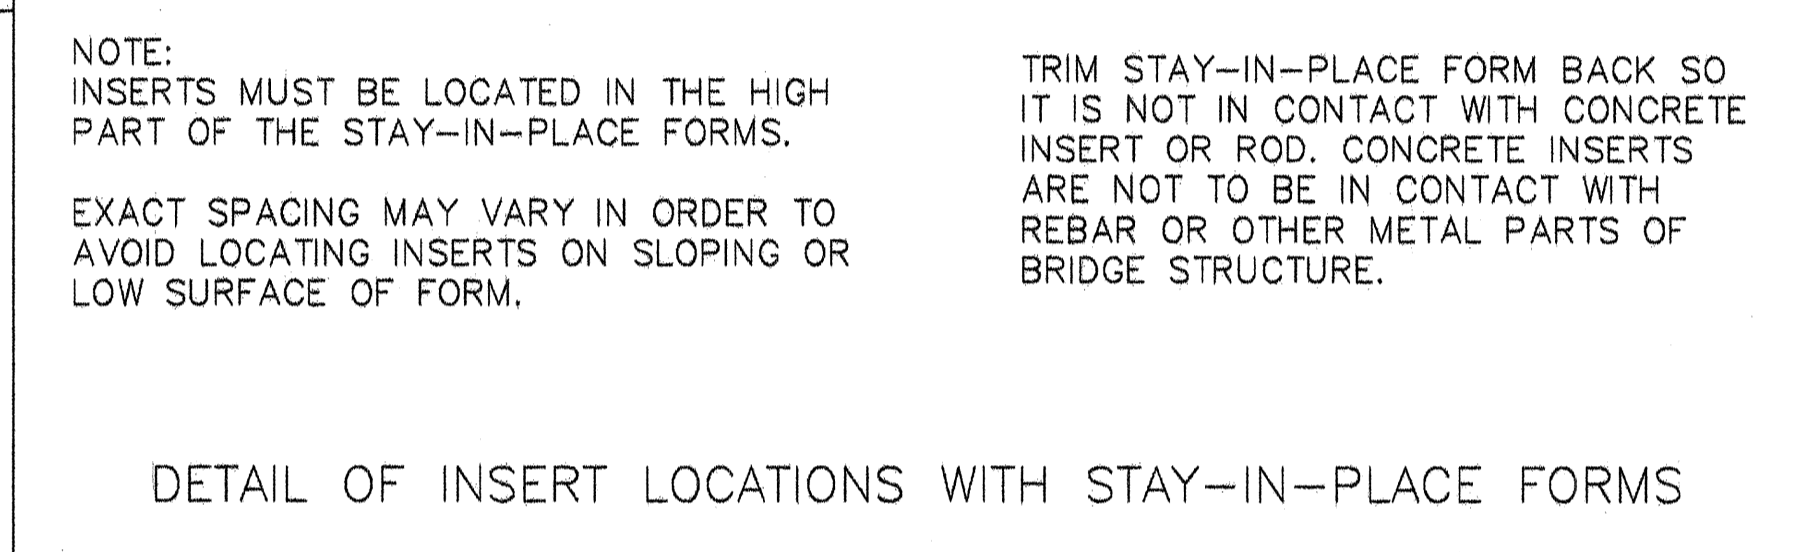 NOTE:
INSERTS MUST BE LOCATED IN THE HIGH
PART OF THE STAY-IN-PLACE FORMS.
EXACT SPACING MAY VARY IN ORDER TO
AVOID LOCATING INSERTS ON SLOPING OR
LOW SURFACE OF FORM.
TRIM STAY-IN-PLACE FORM BACK SO
IT IS NOT IN CONTACT WITH CONCRETE
INSERT OR ROD. CONCRETE INSERTS
ARE NOT TO BE IN CONTACT WITH
REBAR OR OTHER METAL PARTS OF
BRIDGE STRUCTURE.
DETAIL OF INSERT LOCATIONS WITH STAY-IN-PLACE FORMS